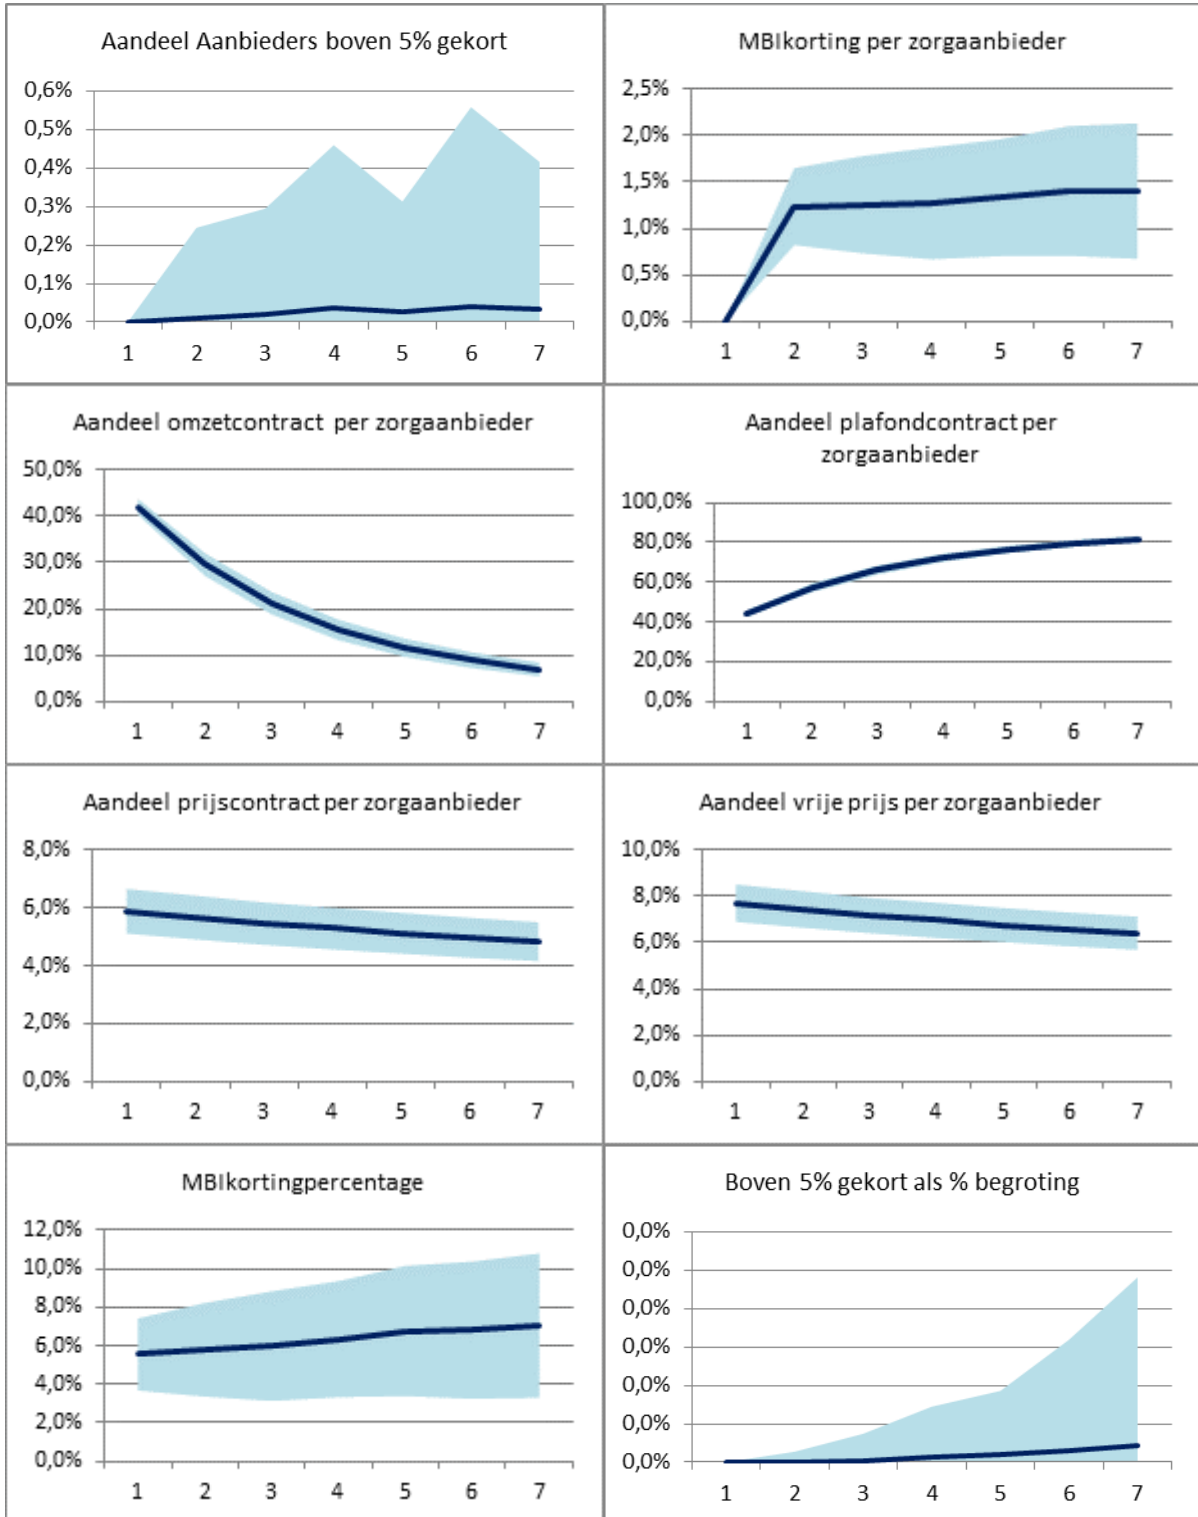 Aandeel Aanbieders boven 5% gekort
0,6%
0,5%
0,4%
0,3%
0,2%
0,1%
0,0%
1 2 3 4 5 6 7
MBIkorting per zorgaanbieder
2,5%
2,0%
1,5%
1,0%
0,5%
0,0%
1 2 3 4 5 6 7
Aandeel omzetcontract per zorgaanbieder
50,0%
40,0%
30,0%
20,0%
10,0%
0,0%
1 2 3 4 5 6 7
Aandeel plafondcontract per
zorgaanbieder
100,0%
80,0%
60,0%
40,0%
20,0%
0,0%
1 2 3 4 5 6 7
Aandeel prijscontract per zorgaanbieder
8,0%
6,0%
4,0%
2,0%
0,0%
1 2 3 4 5 6 7
Aandeel vrije prijs per zorgaanbieder
10,0%
8,0%
6,0%
4,0%
2,0%
0,0%
1 2 3 4 5 6 7
MBIkortingpercentage
12,0%
10,0%
8,0%
6,0%
4,0%
2,0%
0,0%
1 2 3 4 5 6 7
Boven 5% gekort als % begroting
0,0%
0,0%
0,0%
0,0%
0,0%
0,0%
0,0%
1 2 3 4 5 6 7